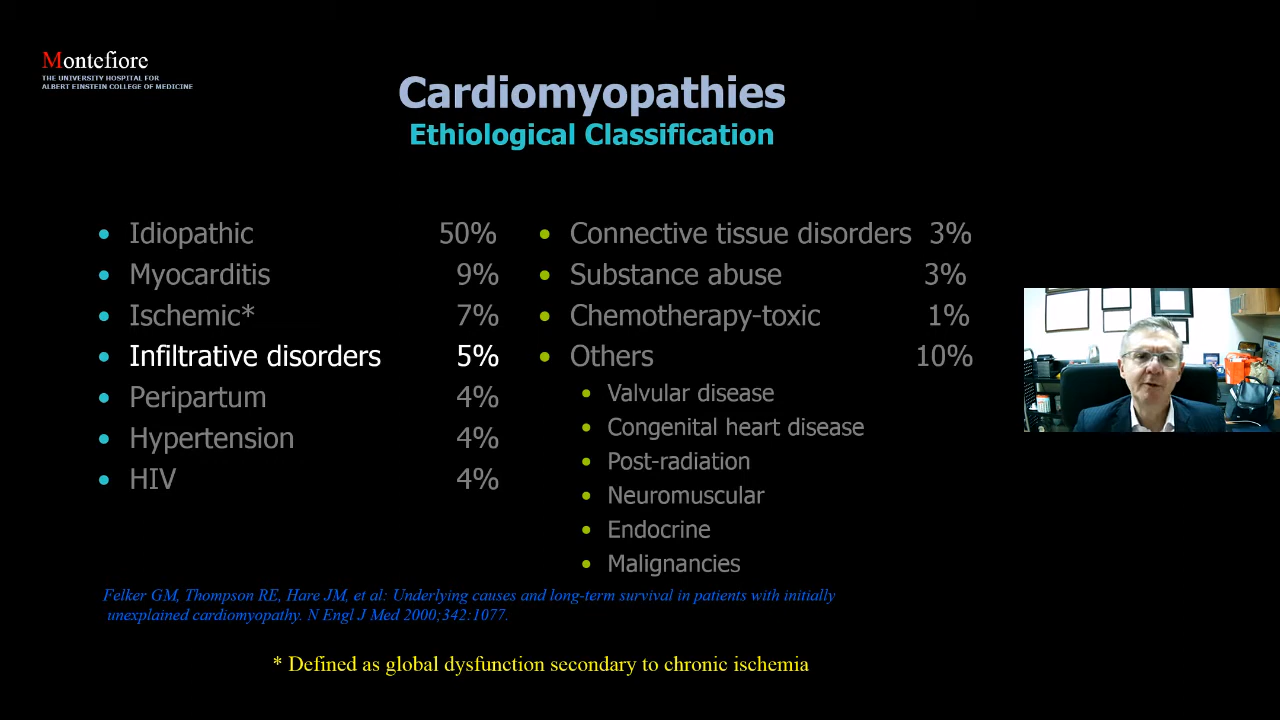 Montefiore
THE UNIVERSITY HOSPITAL FOR
ALBERT EINSTEIN COLLEGE OF MEDICINE
Cardiomyopathies
Ethiological Classification
• Idiopathic 50%
• Myocarditis 9%
• Ischemic* 7%
• Infiltrative disorders 5%
• Peripartum 4%
• Hypertension 4%
• HIV 4%
• Connective tissue disorders 3%
• Substance abuse 3%
• Chemotherapy-toxic 1%
• Others 10%
• Valvular disease
• Congenital heart disease
• Post-radiation
• Neuromuscular
• Endocrine
• Malignancies
Felker GM, Thompson RE, Hare JM, et al: Underlying causes and long-term survival in patients with initially
unexplained cardiomyopathy. N Engl J Med 2000;342:1077.
* Defined as global dysfunction secondary to chronic ischemia